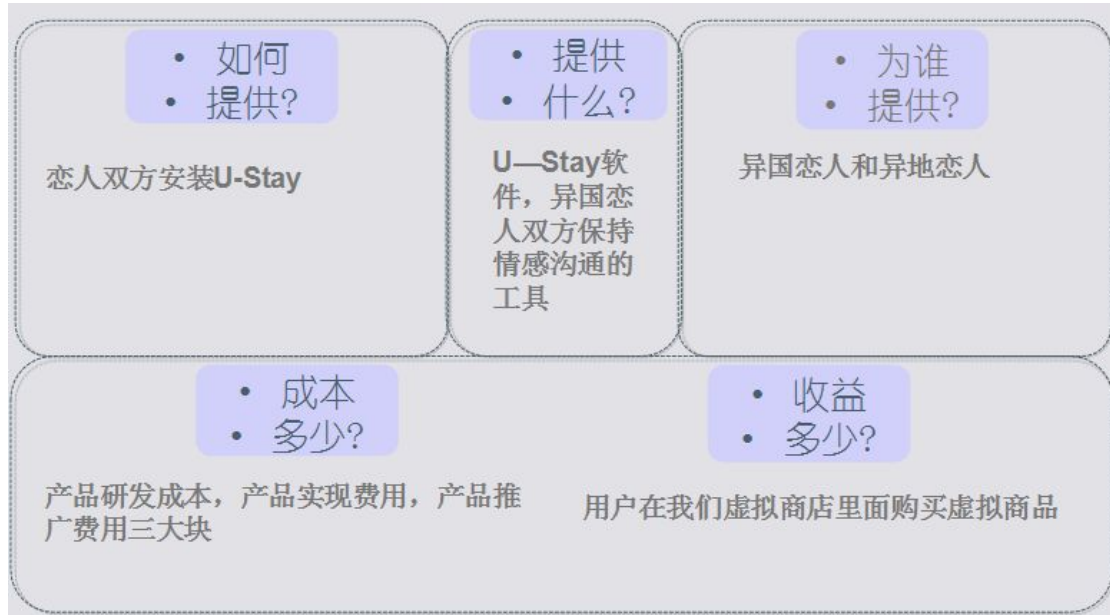 • 如何
• 提供?
恋人双方安装U-Stay
• 提供
• 什么?
U—Stay软
件，异国恋
人双方保持
情感沟通的
工具
• 为谁
• 提供?
异国恋人和异地恋人
• 成本
• 多少?
产品研发成本，产品实现费用，产品推
广费用三大块
• 收益
• 多少?
用户在我们虚拟商店里面购买虚拟商品